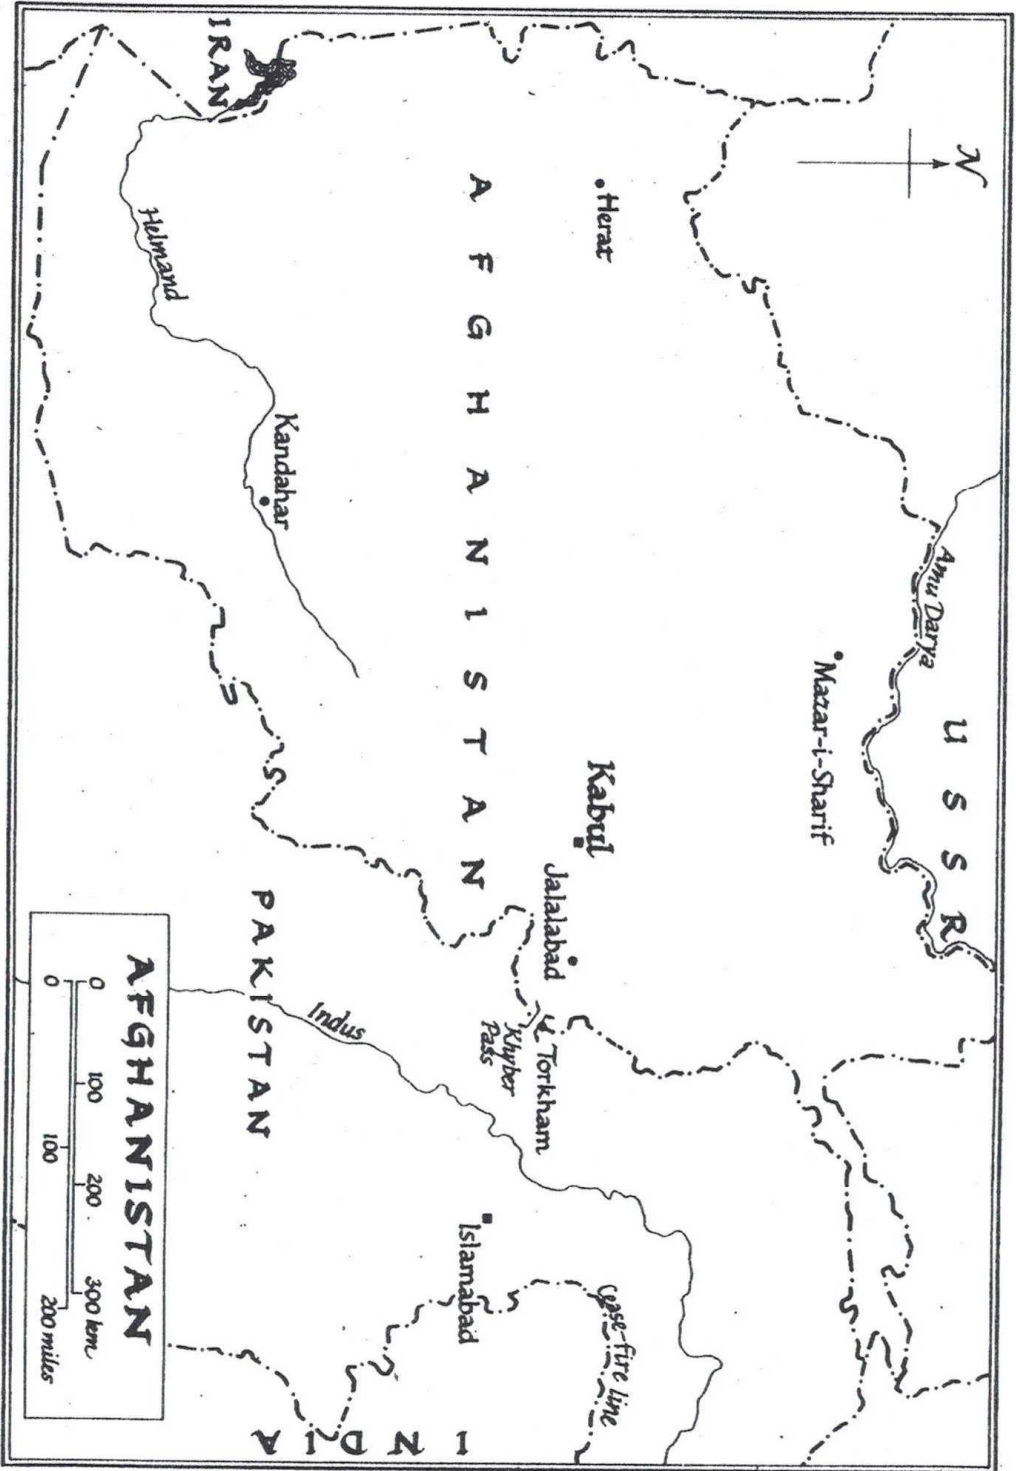 N
USSR
Amu Darya
Mazar-i-Sharif
Herat
Kabul
Jalalabad
Torkham
Khyber
Pass
AFGHANISTAN
IRAN
Helmand
Kandahar
Cease-fire line
Islamabad
Indus
PAKISTAN
INDIA
AFGHANISTAN
0 100 200 300 km
0 100 200 miles